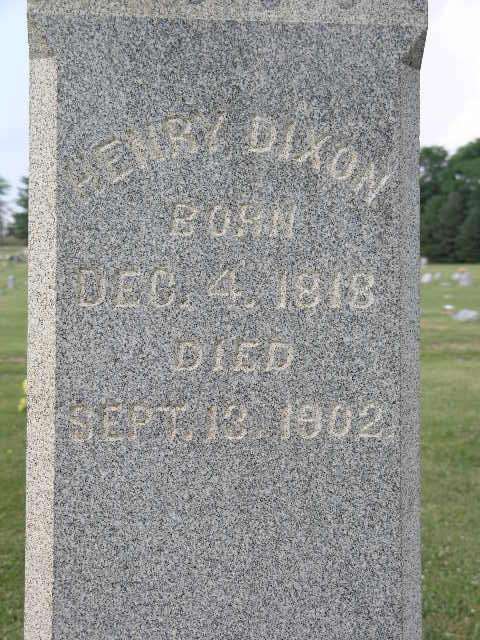 HENRY DIXON
BORN
DEC. 4. 1818
DIED
SEPT. 13. 1902.